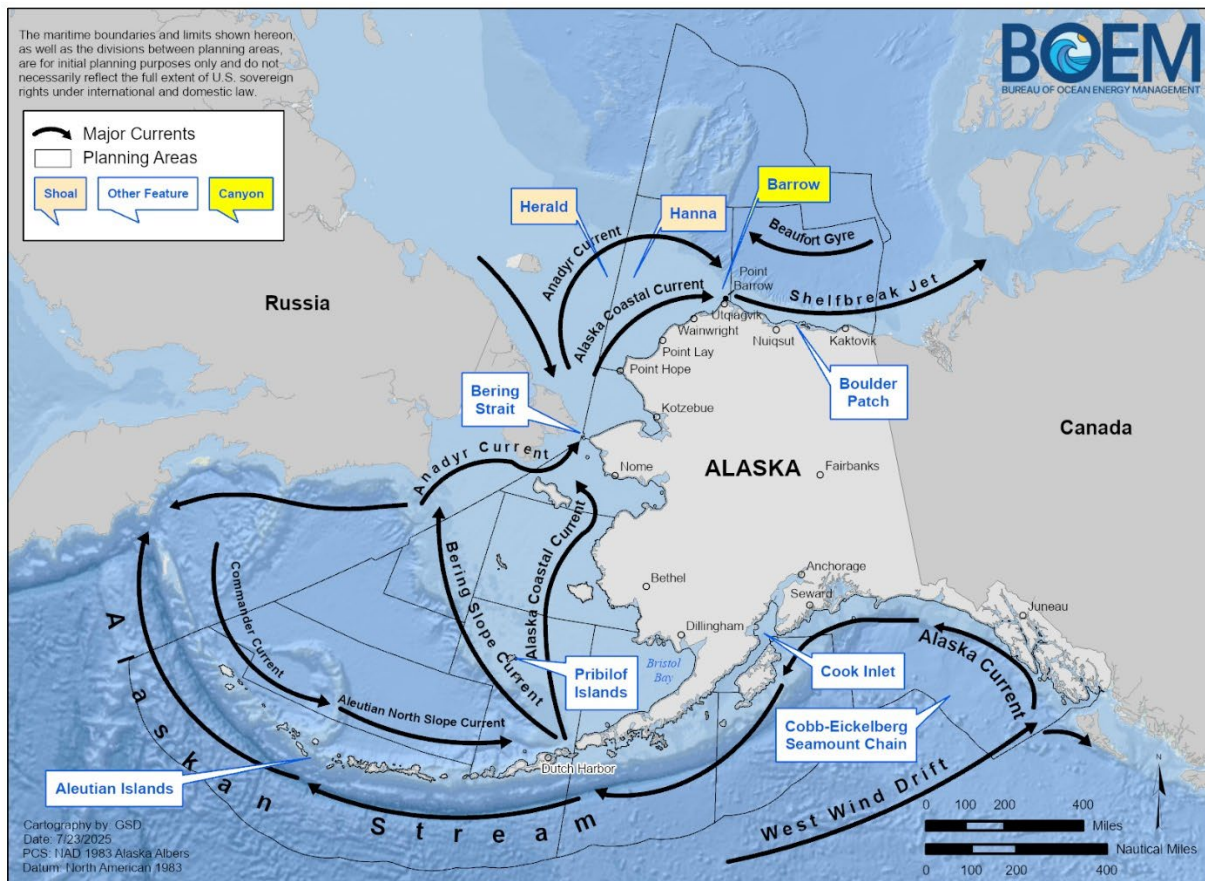 The maritime boundaries and limits shown hereon,
as well as the divisions between planning areas,
are for initial planning purposes only and do not
necessarily reflect the full extent of U.S. sovereign
rights under international and domestic law.
BOEM
BUREAU OF OCEAN ENERGY MANAGEMENT
Major Currents
Planning Areas
Shoal
Other Feature
Canyon
Herald
Hanna
Barrow
Beaufort Gyre
Anadyr Current
Alaska Coastal Current
Point
Barrow
Shelfbreak Jet
Russia
Utqiagvik
Wainwright
Nuiqsut
Kaktovik
Point Lay
Point Hope
Boulder
Patch
Bering
Strait
Kotzebue
Canada
Anadyr Current
Nome
ALASKA
Fairbanks
Bering Slope Current
Alaska Coastal Current
Commander Current
Bethel
Anchorage
Seward
Juneau
Dillingham
Bristol
Bay
Pribilof
Islands
Cook Inlet
Alaska Current
Aleutian North Slope Current
Cobb-Eickelberg
Seamount Chain
Dutch Harbor
Aleutian Islands
A askan Stream
West Wind Drift
N
0 100 200 400
Miles
Nautical Miles
0 100 200 400
Cartography by: GSD
Date: 7/23/2025
PCS: NAD 1983 Alaska Albers
Datum: North American 1983